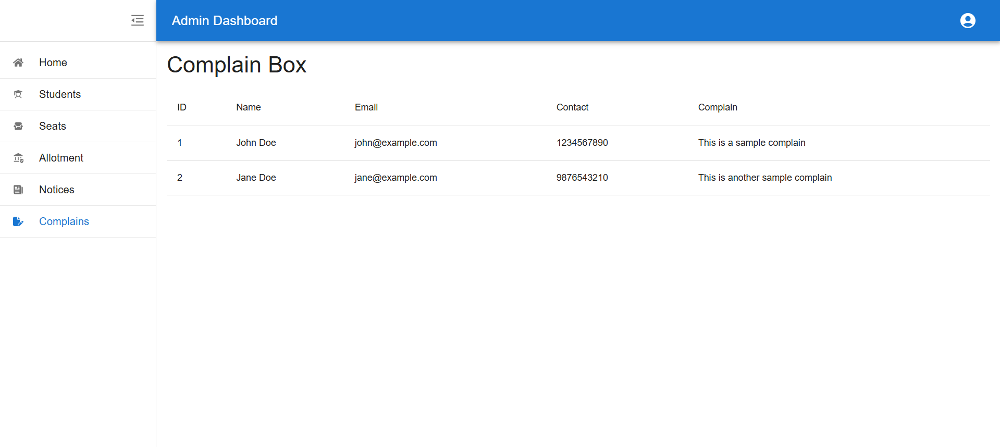 Admin Dashboard
Home
Students
Seats
Allotment
Notices
Complains
Complain Box
ID Name Email Contact Complain
1 John Doe john@example.com 1234567890 This is a sample complain
2 Jane Doe jane@example.com 9876543210 This is another sample complain